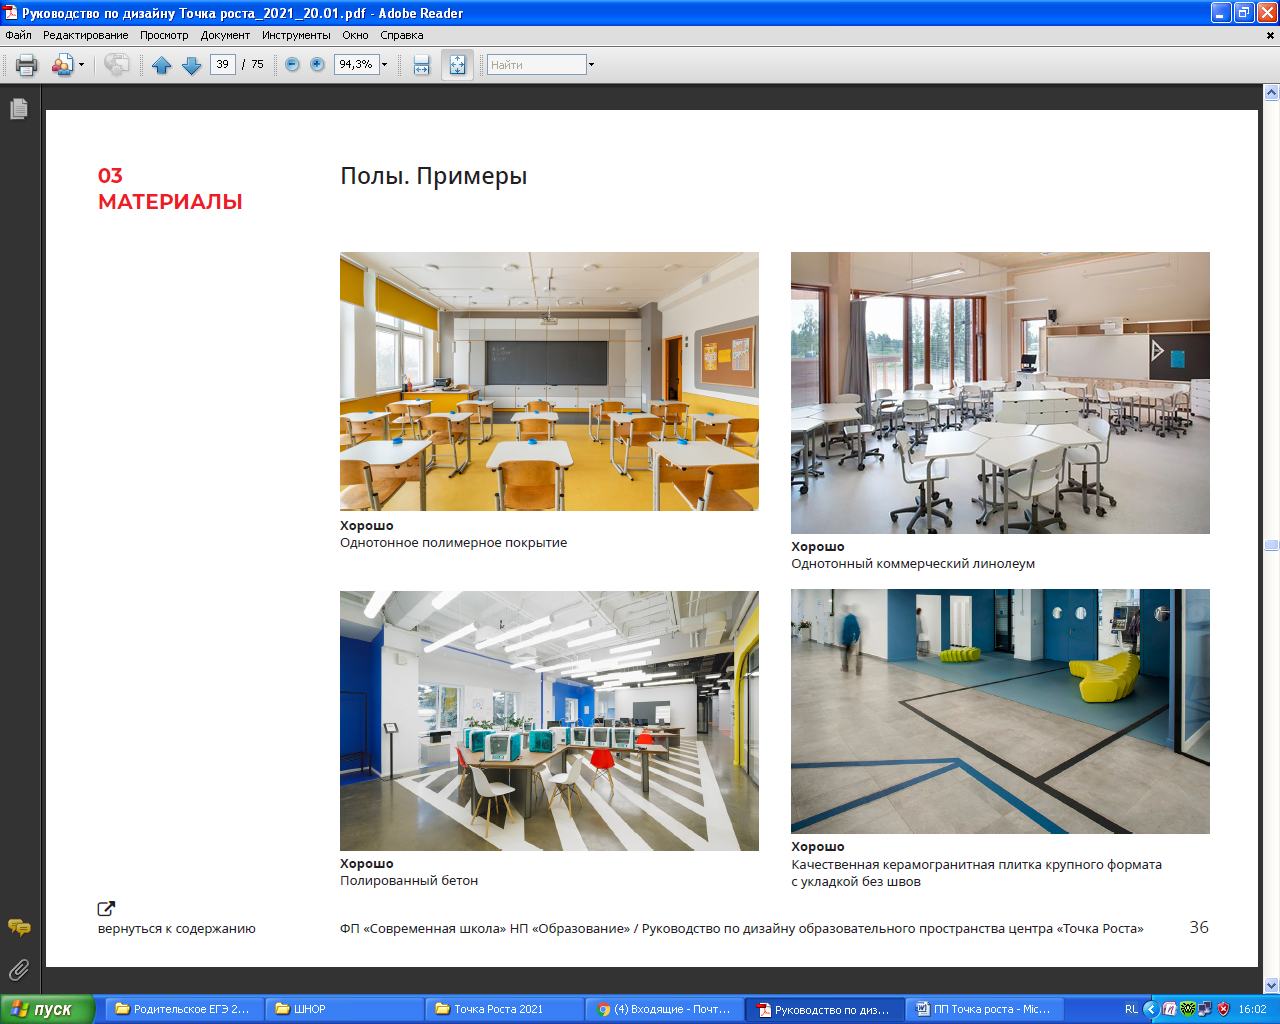 Руководство по дизайну Точка роста_2021_20.01.pdf - Adobe Reader
Файл Редактирование Просмотр Документ Инструменты Окно Справка
39 / 75 94,3% Найти
03
МАТЕРИАЛЫ
Полы. Примеры
Хорошо
Однотонное полимерное покрытие
Хорошо
Однотонный коммерческий линолеум
Хорошо
Полированный бетон
Хорошо
Качественная керамогранитная плитка крупного формата
с укладкой без швов
вернуться к содержанию
ФП «Современная школа» НП «Образование» / Руководство по дизайну образовательного пространства центра «Точка Роста»
36
пуск
Родительское ЕГЭ 2...
ШНОР
Точка Роста 2021
(4) Входящие - Почт...
Руководство по диз...
ПП Точка роста - Mic...
RL
16:02